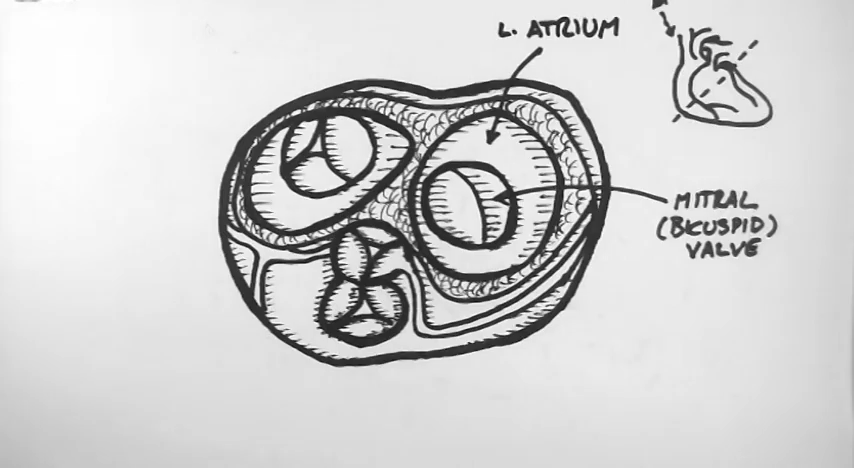 L. ATRIUM
MITRAL
(BICUSPID)
VALVE